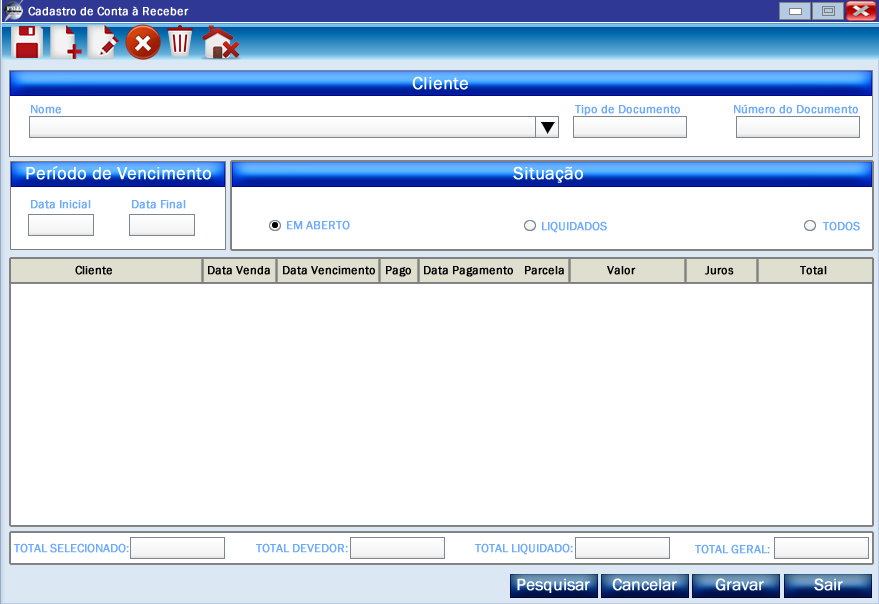 Cadastro de Conta à Receber
Cliente
Nome
Tipo de Documento
Número do Documento
Período de Vencimento
Situação
Data Inicial
Data Final
EM ABERTO
LIQUIDADOS
TODOS
Cliente Data Venda Data Vencimento Pago Data Pagamento Parcela Valor Juros Total
TOTAL SELECIONADO:
TOTAL DEVEDOR:
TOTAL LIQUIDADO:
TOTAL GERAL:
Pesquisar
Cancelar
Gravar
Sair